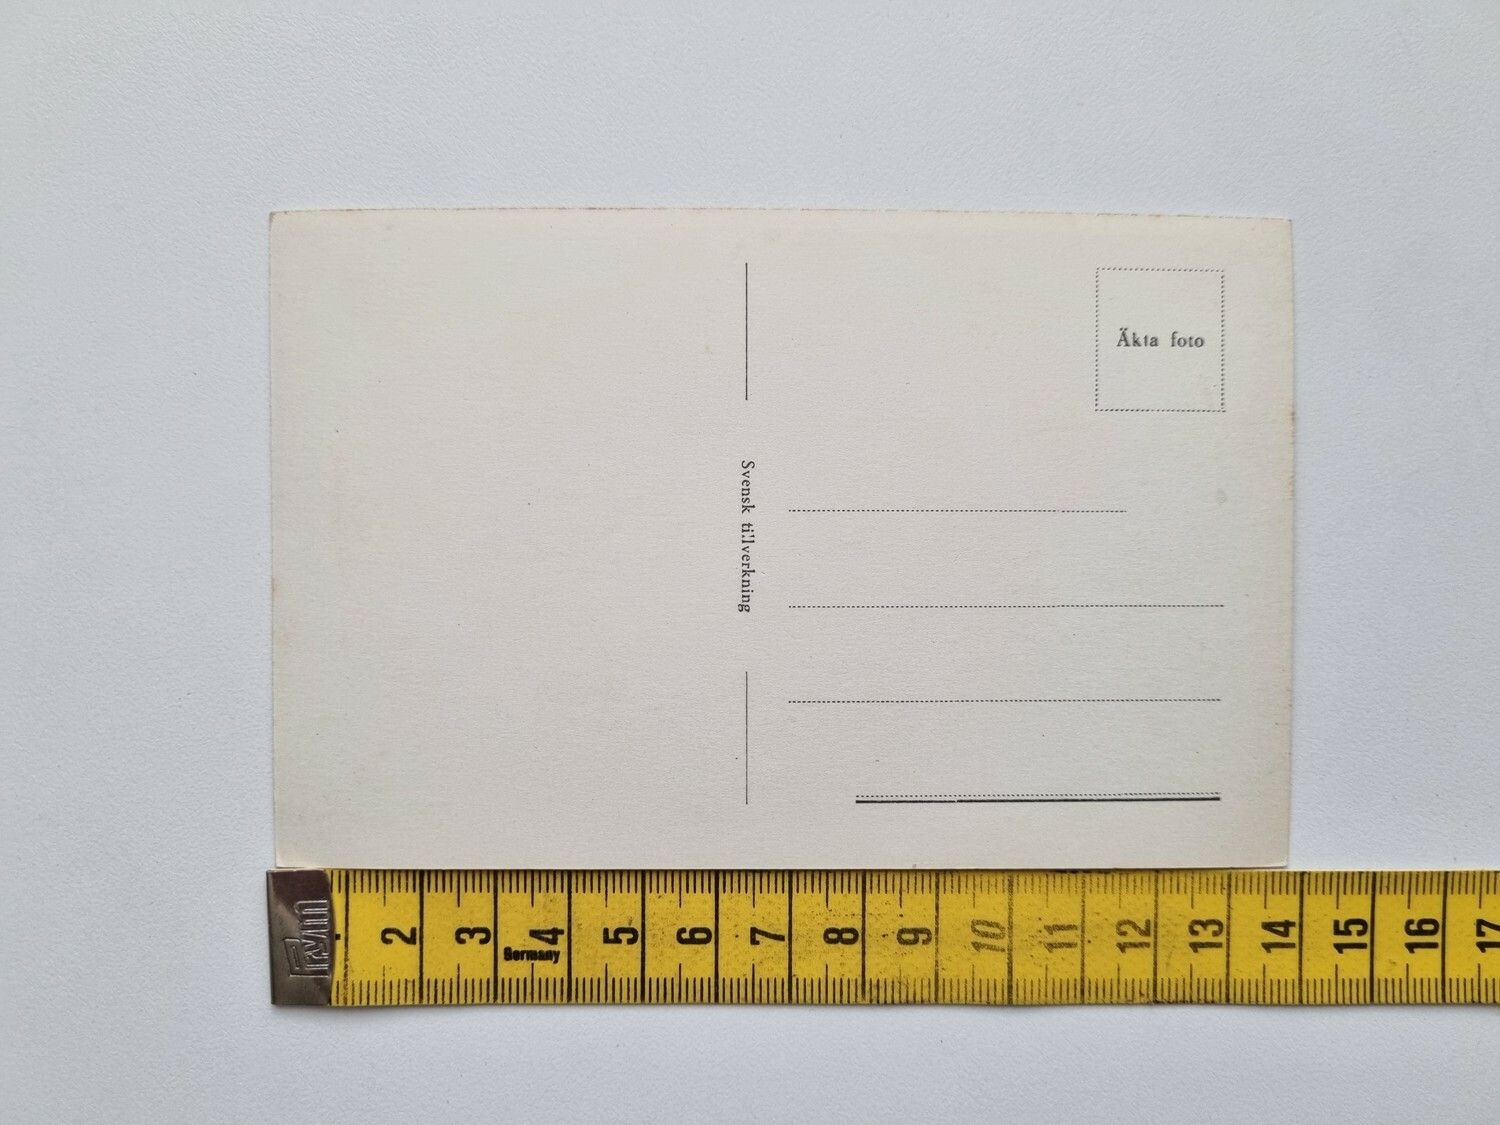 Äkta foto
Svensk tillverkning
Prym
2 3 4 5 6 7 8 9 10 11 12 13 14 15 16 17
Germany